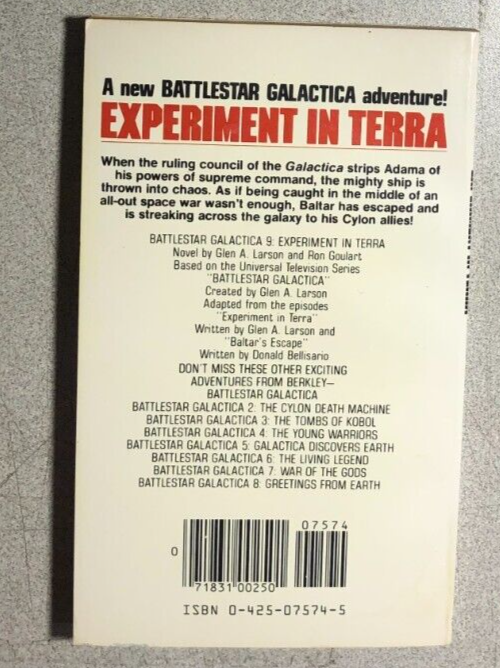 A new BATTLESTAR GALACTICA adventure!
EXPERIMENT IN TERRA
When the ruling council of the Galactica strips Adama of
his powers of supreme command, the mighty ship is
thrown into chaos. As if being caught in the middle of an
all-out space war wasn't enough, Baltar has escaped and
is streaking across the galaxy to his Cylon allies!
BATTLESTAR GALACTICA 9: EXPERIMENT IN TERRA
Novel by Glen A. Larson and Ron Goulart
Based on the Universal Television Series
"BATTLESTAR GALACTICA"
Created by Glen A. Larson
Adapted from the episodes
"Experiment in Terra"
Written by Glen A. Larson and
"Baltar's Escape"
Written by Donald Bellisario
DON'T MISS THESE OTHER EXCITING
ADVENTURES FROM BERKLEY—
BATTLESTAR GALACTICA
BATTLESTAR GALACTICA 2: THE CYLON DEATH MACHINE
BATTLESTAR GALACTICA 3: THE TOMBS OF KOBOL
BATTLESTAR GALACTICA 4: THE YOUNG WARRIORS
BATTLESTAR GALACTICA 5: GALACTICA DISCOVERS EARTH
BATTLESTAR GALACTICA 6: THE LIVING LEGEND
BATTLESTAR GALACTICA 7: WAR OF THE GODS
BATTLESTAR GALACTICA 8: GREETINGS FROM EARTH
07574
0
71831 00250
ISBN 0-425-07574-5